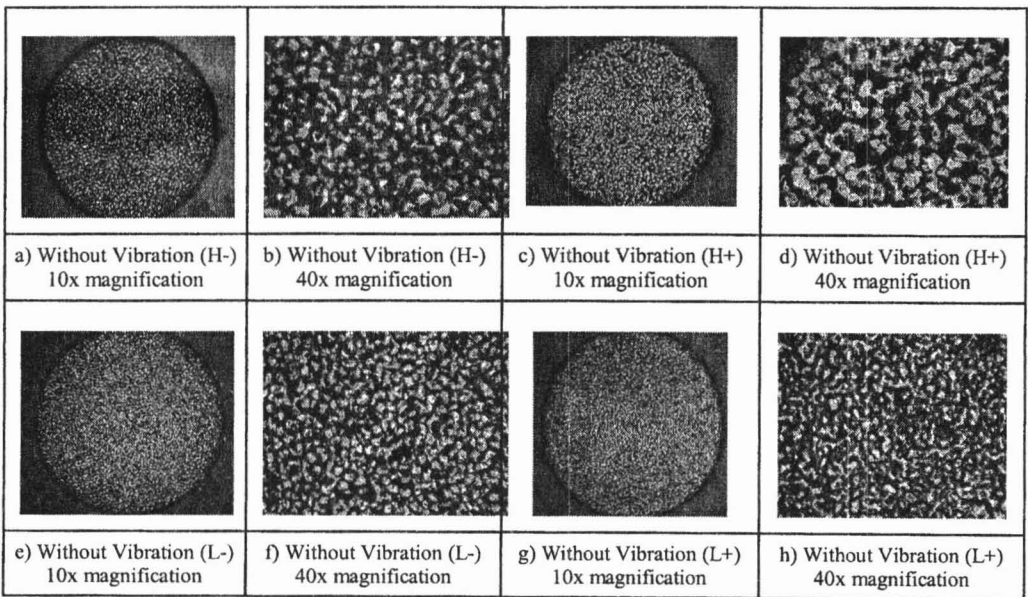 a) Without Vibration (H-)
10x magnification
b) Without Vibration (H-)
40x magnification
c) Without Vibration (H+)
10x magnification
d) Without Vibration (H+)
40x magnification
e) Without Vibration (L-)
10x magnification
f) Without Vibration (L-)
40x magnification
g) Without Vibration (L+)
10x magnification
h) Without Vibration (L+)
40x magnification